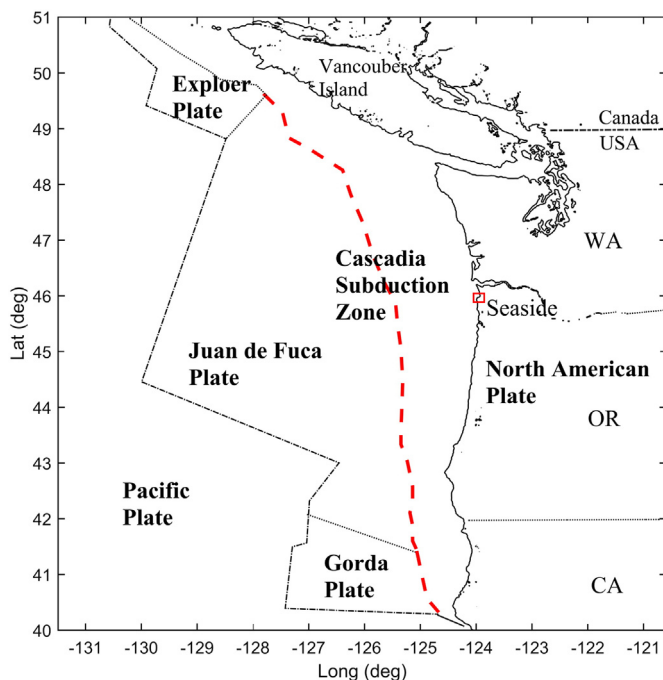 51
50
49
48
47
46
45
44
43
42
41
40
Lat (deg)
Exploer
Plate
Vancouber
Island
Canada
USA
WA
Cascadia
Subduction
Zone
Seaside
Juan de Fuca
Plate
North American
Plate
OR
Pacific
Plate
Gorda
Plate
CA
-131 -130 -129 -128 -127 -126 -125 -124 -123 -122 -121
Long (deg)